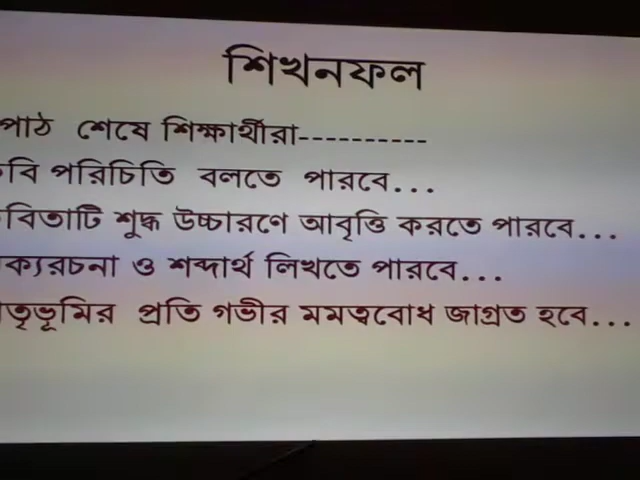 শিখনফল
পাঠ শেষে শিক্ষার্থীরা----------
বি পরিচিতি বলতে পারবে...
বিতাটি শুদ্ধ উচ্চারণে আবৃত্তি করতে পারবে...
ক্যরচনা ও শব্দার্থ লিখতে পারবে...
তৃভূমির প্রতি গভীর মমত্ববোধ জাগ্রত হবে...